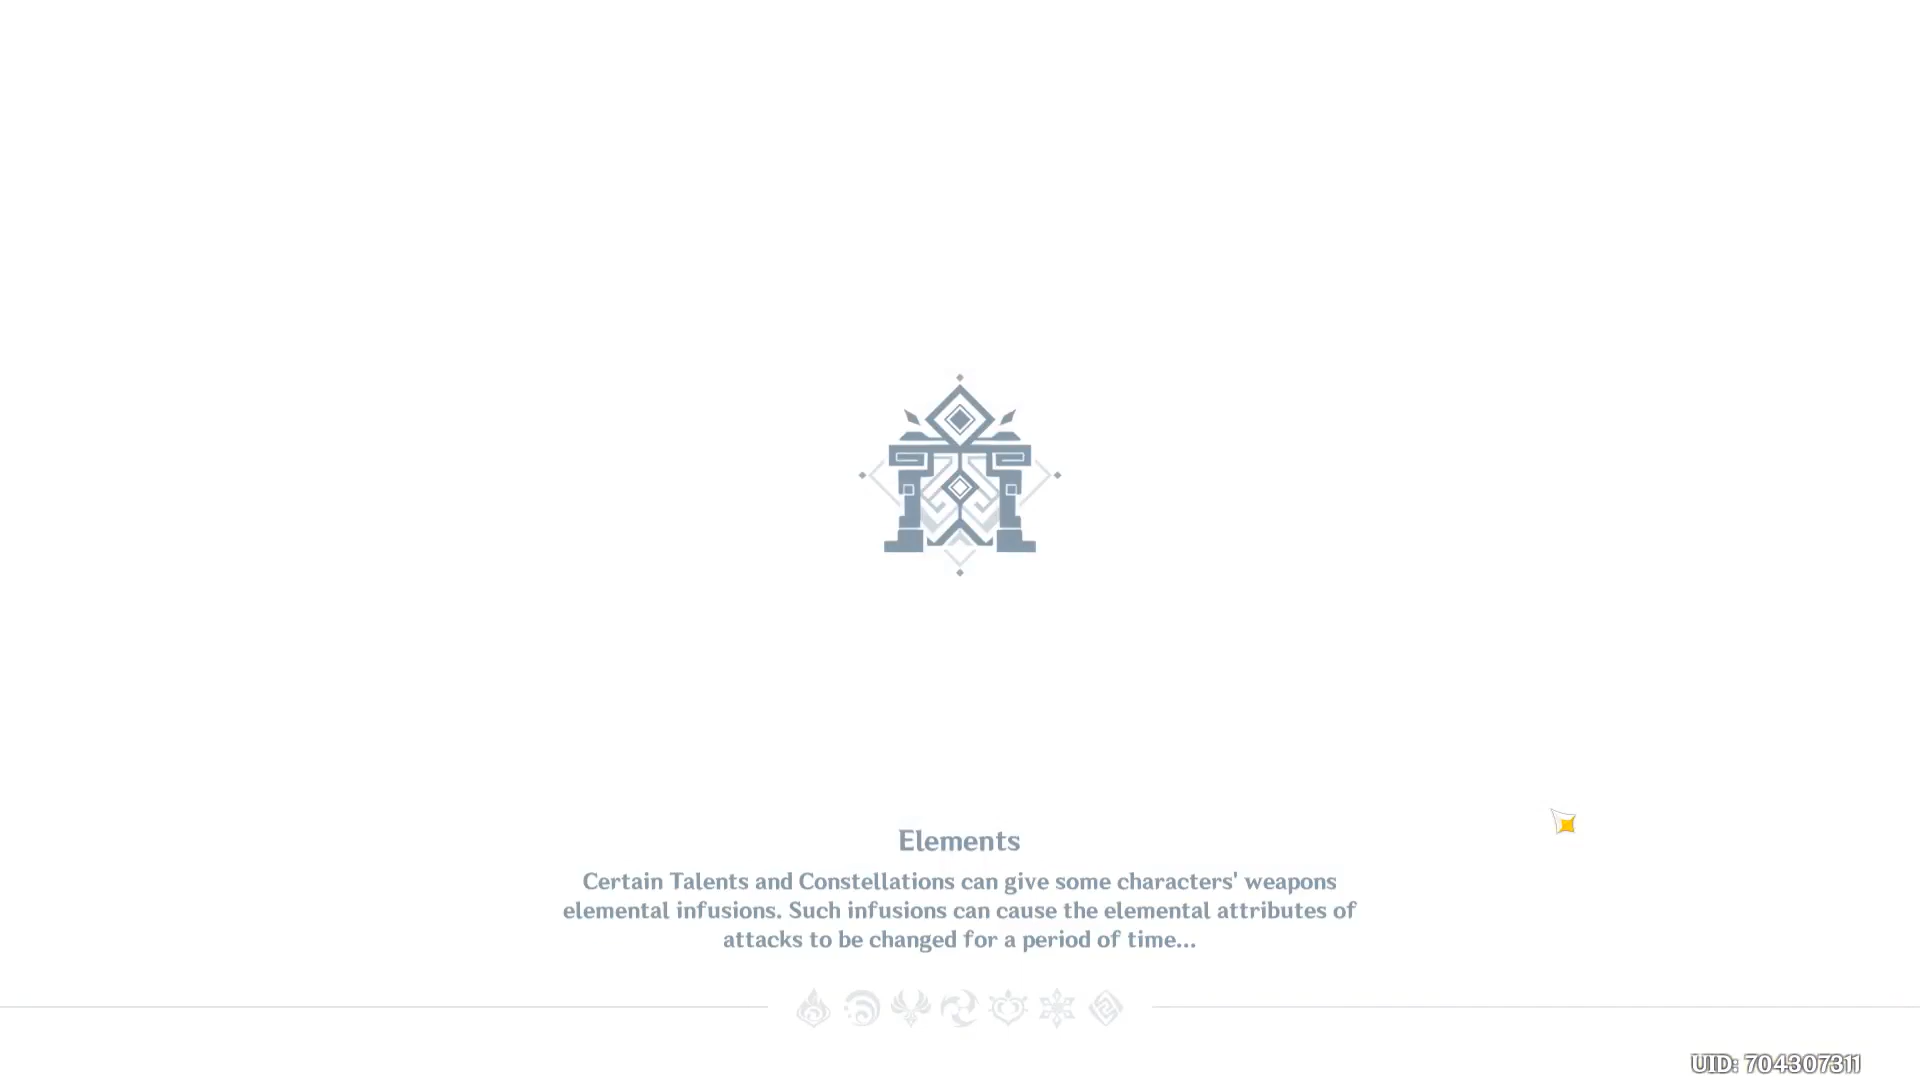 Elements
Certain Talents and Constellations can give some characters' weapons
elemental infusions. Such infusions can cause the elemental attributes of
attacks to be changed for a period of time...
UID: 704307311